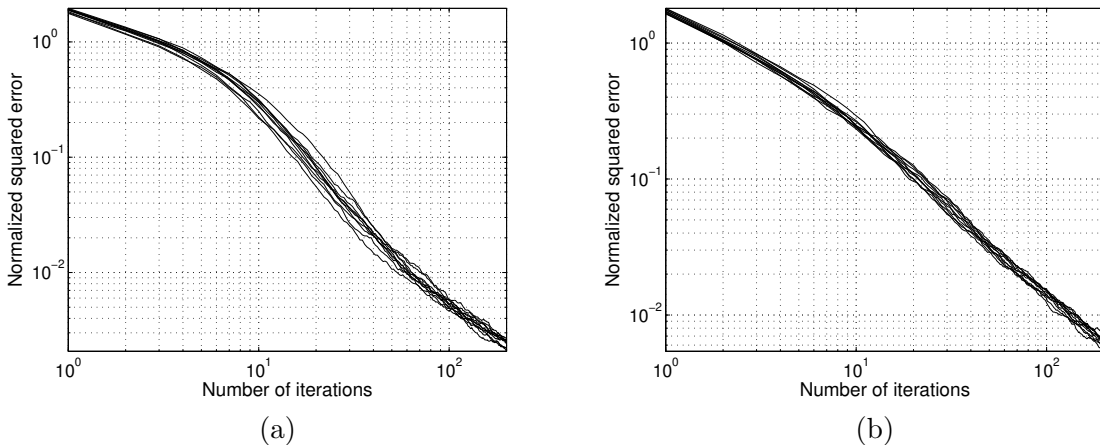 10^0
10^-1
10^-2
Normalized squared error
10^0
10^1
10^2
Number of iterations
(a)
10^0
10^-1
10^-2
Normalized squared error
10^0
10^1
10^2
Number of iterations
(b)